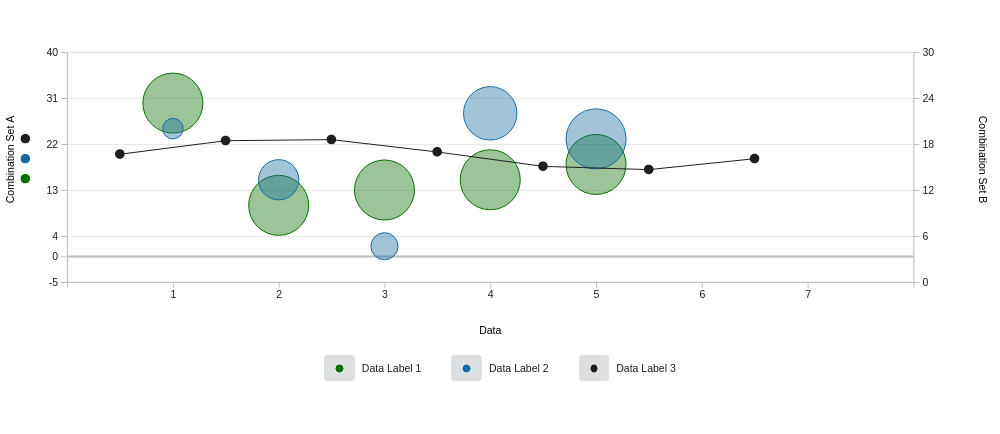 40
31
22
13
4
0
-5
Combination Set A
30
24
18
12
6
0
Combination Set B
1 2 3 4 5 6 7
Data
Data Label 1 Data Label 2 Data Label 3